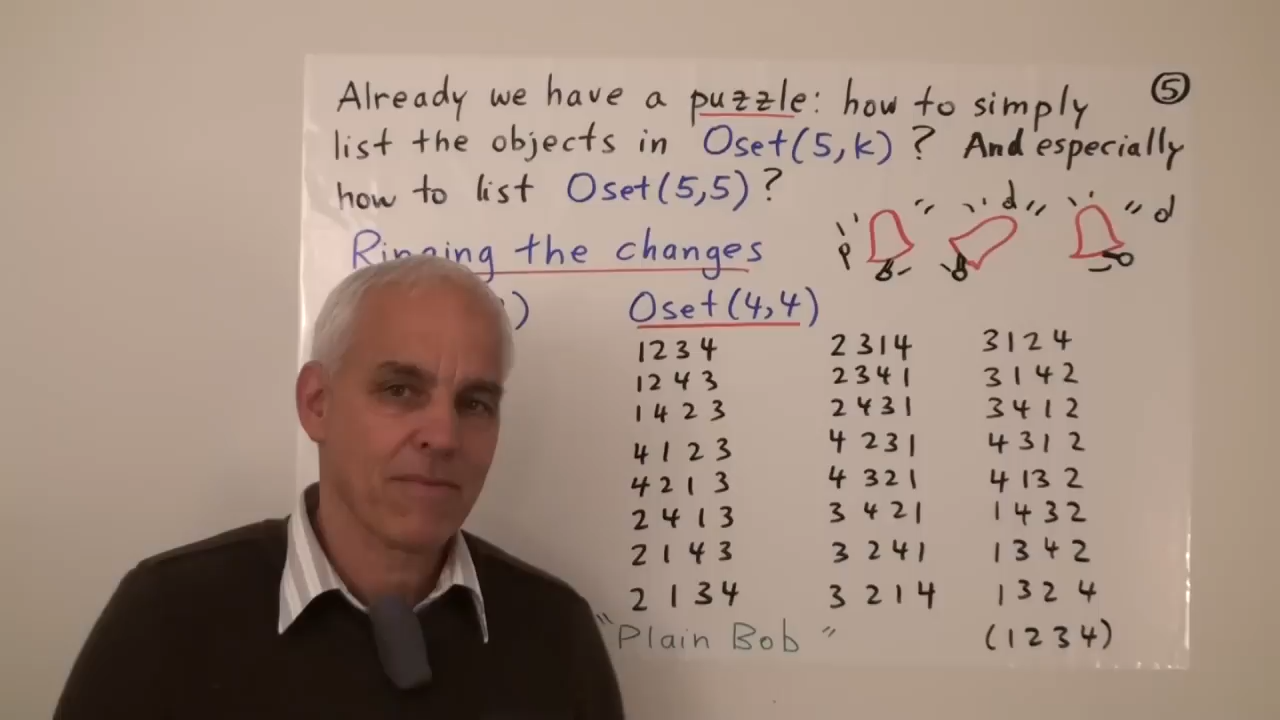 Already we have a puzzle: how to simply ⑤
list the objects in Oset(5,k)? And especially
how to list Oset(5,5)?
d d
Ringing the changes p
) Oset(4,4)
1234 2314 3124
1243 2341 3142
1423 2431 3412
4123 4231 4312
4213 4321 4132
2413 3421 1432
2143 3241 1342
2134 3214 1324
"Plain Bob" (1234)